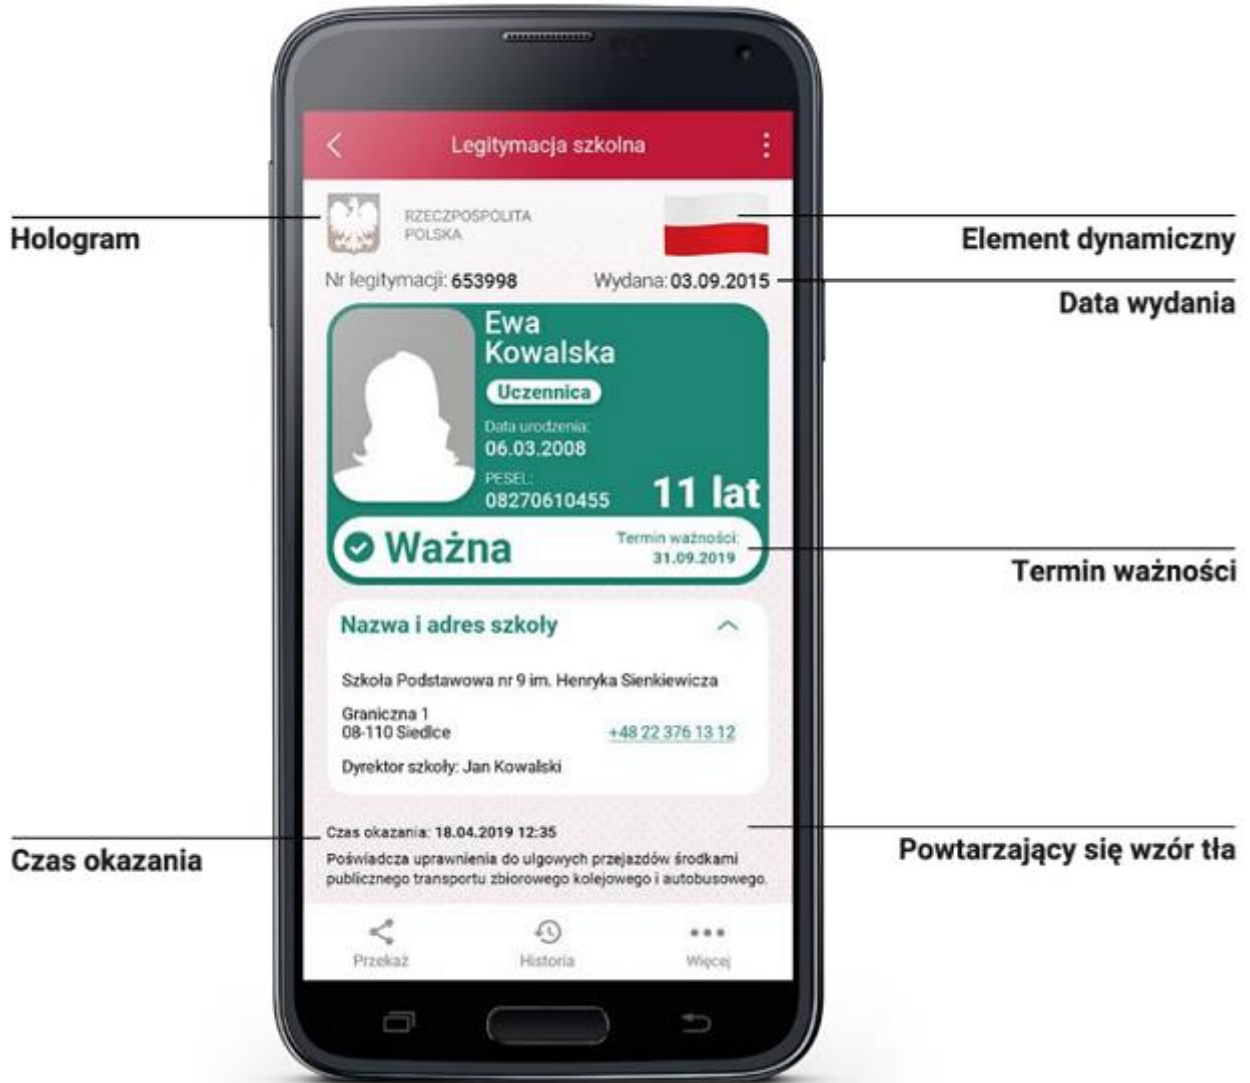 Legitymacja szkolna
RZECZPOSPOLITA
POLSKA
Hologram
Element dynamiczny
Nr legitymacji: 653998
Wydana: 03.09.2015
Data wydania
Ewa
Kowalska
Uczennica
Data urodzenia:
06.03.2008
PESEL:
08270610455
11 lat
Ważna
Termin ważności:
31.09.2019
Termin ważności
Nazwa i adres szkoły
Szkoła Podstawowa nr 9 im. Henryka Sienkiewicza
Graniczna 1
08-110 Siedlce
+48 22 376 13 12
Dyrektor szkoły: Jan Kowalski
Czas okazania: 18.04.2019 12:35
Czas okazania
Powtarzający się wzór tła
Poświadcza uprawnienia do ulgowych przejazdów środkami
publicznego transportu zbiorowego kolejowego i autobusowego.
Przekaż
Historia
Więcej